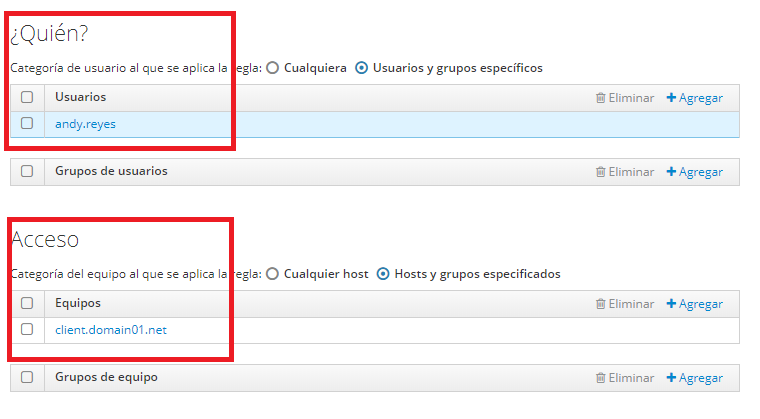 ¿Quién?
Categoría de usuario al que se aplica la regla: Cualquiera Usuarios y grupos específicos
Usuarios Eliminar Agregar
andy.reyes
Grupos de usuarios Eliminar Agregar
Acceso
Categoría del equipo al que se aplica la regla: Cualquier host Hosts y grupos especificados
Equipos Eliminar Agregar
client.domain01.net
Grupos de equipo Eliminar Agregar